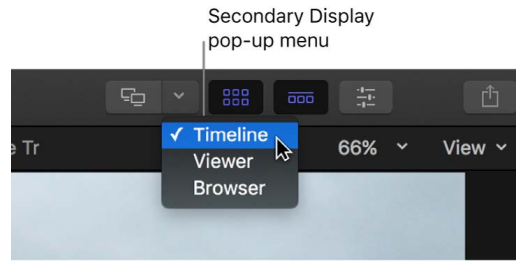 Secondary Display
pop-up menu
e Tr
66% View
✓ Timeline
Viewer
Browser